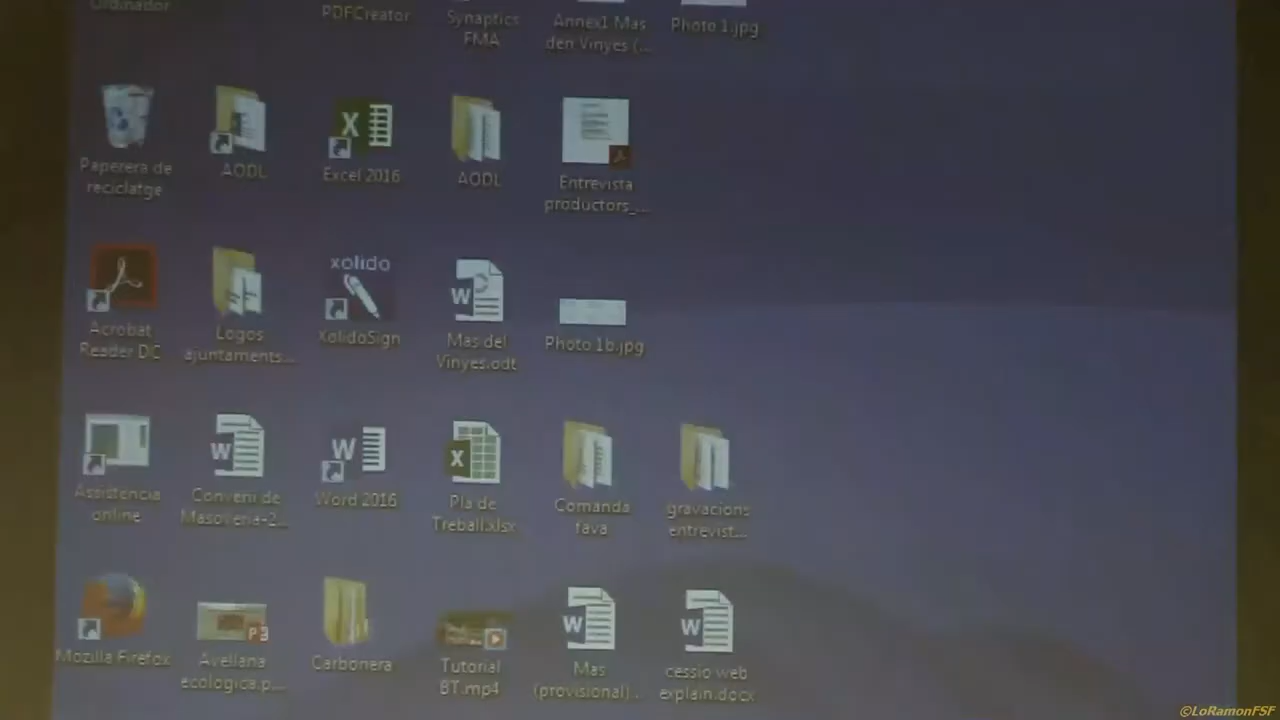 Ordinador
PDFCreator
Synaptics
FMA
Annex1 Mas
den Vinyes (...
Photo 1.jpg
Paperera de
reciclatge
AODL
Excel 2016
AODL
Entrevista
productors_...
Acrobat
Reader DC
Logos
ajuntaments...
xolido
XolidoSign
Mas del
Vinyes.odt
Photo 1b.jpg
Assistència
online
Conveni de
Masoveria-2...
Word 2016
Pla de
Treball.xlsx
Comanda
fava
gravacions
entrevist...
Mozilla Firefox
Avellana
ecologica.p...
Carbonera
Tutorial
BT.mp4
Mas
(provisional)...
cessio web
explain.docx
©LoRamonFSF